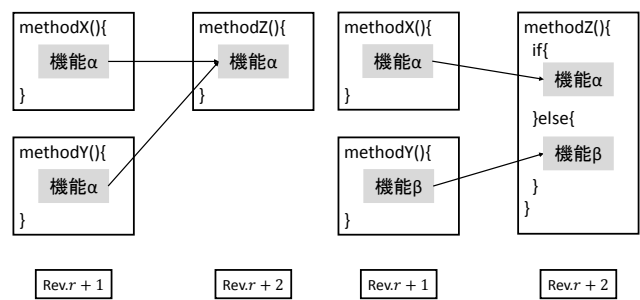 methodX(){
機能α
}
methodY(){
機能α
}
methodZ(){
機能α
}
Rev.r + 1
Rev.r + 2
methodX(){
機能α
}
methodY(){
機能β
}
methodZ(){
if{
機能α
}else{
機能β
}
}
Rev.r + 1
Rev.r + 2